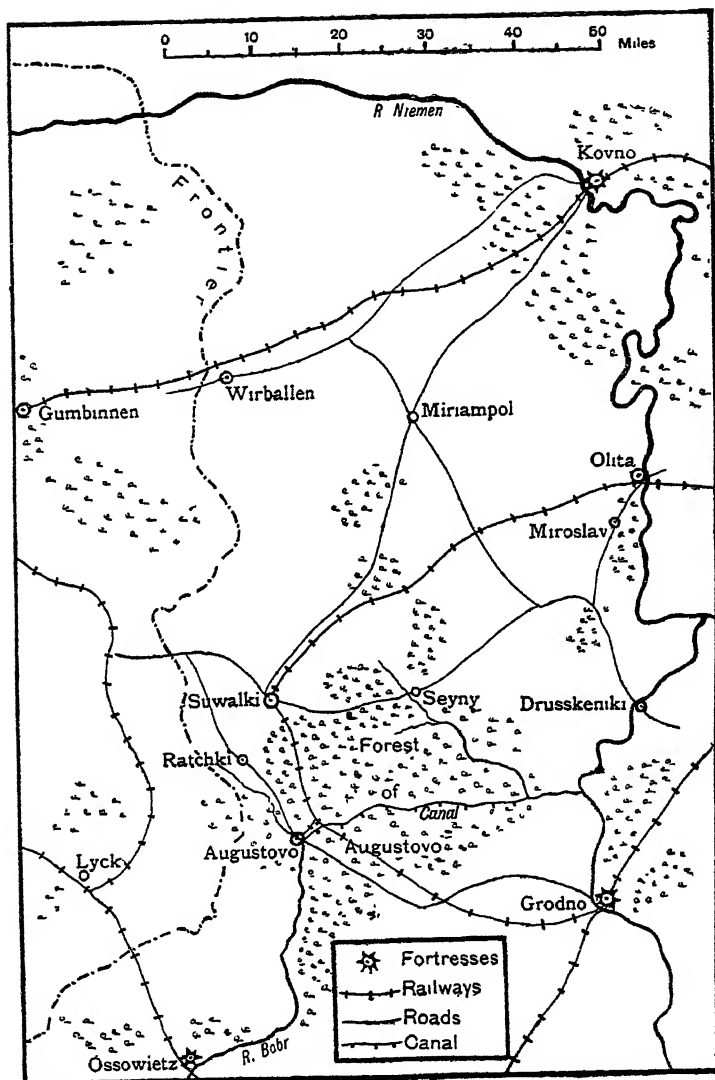 0 10 20 30 40 50 Miles
R Niemen
Kovno
Frontier
Wirballen
Gumbinnen
Miriampol
Olita
Miroslav
Suwalki
Seyny
Drusskeniki
Ratchki
Forest
of
Canal
Augustovo
Augustovo
Lyck
Grodno
Fortresses
Railways
Roads
Canal
R. Bobr
Ossowietz